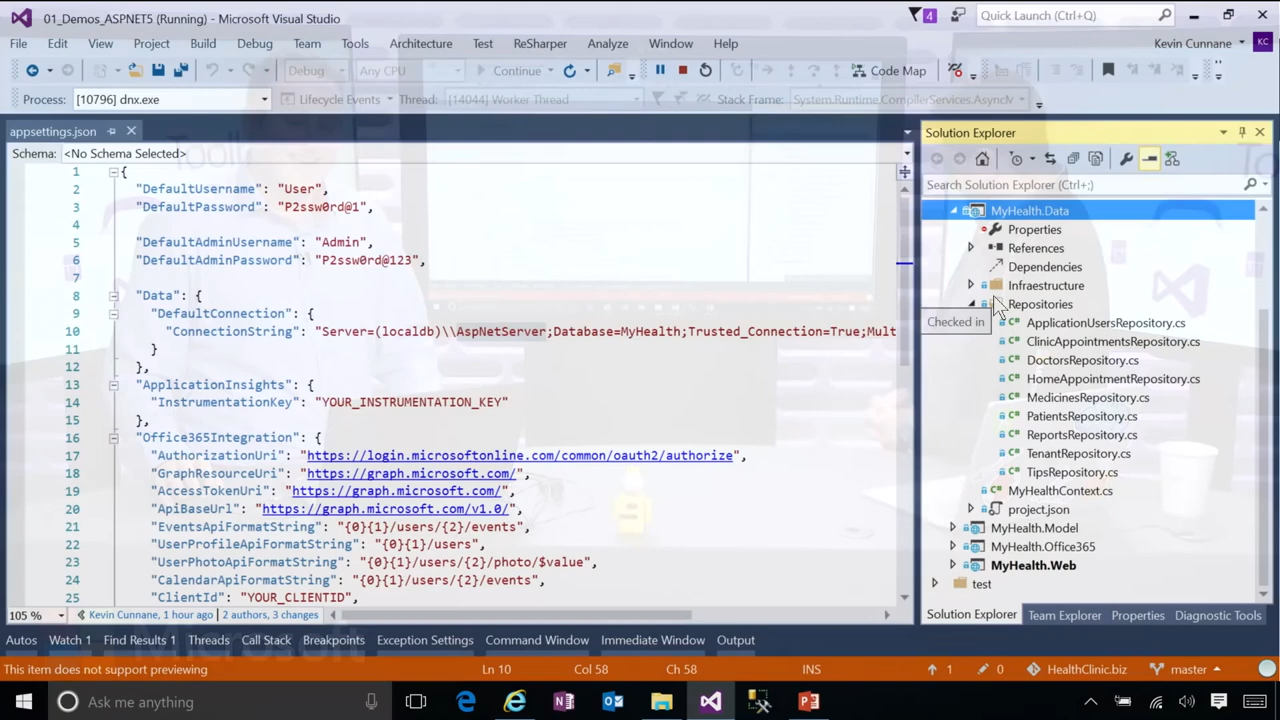 01_Demos_ASPNET5 (Running) - Microsoft Visual Studio
4
Quick Launch (Ctrl+Q)
File Edit View Project Build Debug Team Tools Architecture Test ReSharper Analyze Window Help
Kevin Cunnane KC
Debug Any CPU Continue Code Map
Process: [10796] dnx.exe Lifecycle Events Thread: [14044] Worker Thread Stack Frame: System.Runtime.CompilerServices.AsyncM
appsettings.json
Schema: <No Schema Selected>
1 {
2 "DefaultUsername": "User",
3 "DefaultPassword": "P2ssw0rd@1",
4
5 "DefaultAdminUsername": "Admin",
6 "DefaultAdminPassword": "P2ssw0rd@123",
7
8 "Data": {
9 "DefaultConnection": {
10 "ConnectionString": "Server=(localdb)\\AspNetServer;Database=MyHealth;Trusted_Connection=True;Mult
11 }
12 },
13 "ApplicationInsights": {
14 "InstrumentationKey": "YOUR_INSTRUMENTATION_KEY"
15 },
16 "Office365Integration": {
17 "AuthorizationUri": "https://login.microsoftonline.com/common/oauth2/authorize",
18 "GraphResourceUri": "https://graph.microsoft.com/",
19 "AccessTokenUri": "https://graph.microsoft.com/",
20 "ApiBaseUrl": "https://graph.microsoft.com/v1.0/",
21 "EventsApiFormatString": "{0}{1}/users/{2}/events",
22 "UserProfileApiFormatString": "{0}{1}/users",
23 "UserPhotoApiFormatString": "{0}{1}/users/{2}/photo/$value",
24 "CalendarApiFormatString": "{0}{1}/users/{2}/events",
25 "ClientId": "YOUR_CLIENTID",
105 % Kevin Cunnane, 1 hour ago | 2 authors, 3 changes
Solution Explorer
Search Solution Explorer (Ctrl+;)
MyHealth.Data
Properties
References
Dependencies
Infraestructure
Repositories
Checked in
ApplicationUsersRepository.cs
ClinicAppointmentsRepository.cs
DoctorsRepository.cs
HomeAppointmentRepository.cs
MedicinesRepository.cs
PatientsRepository.cs
ReportsRepository.cs
TenantRepository.cs
TipsRepository.cs
MyHealthContext.cs
project.json
MyHealth.Model
MyHealth.Office365
MyHealth.Web
test
Solution Explorer Team Explorer Properties Diagnostic Tools
Autos Watch 1 Find Results 1 Threads Call Stack Breakpoints Exception Settings Command Window Immediate Window Output
Microsoft
This item does not support previewing Ln 10 Col 58 Ch 58 INS 1 0 HealthClinic.biz master
Ask me anything